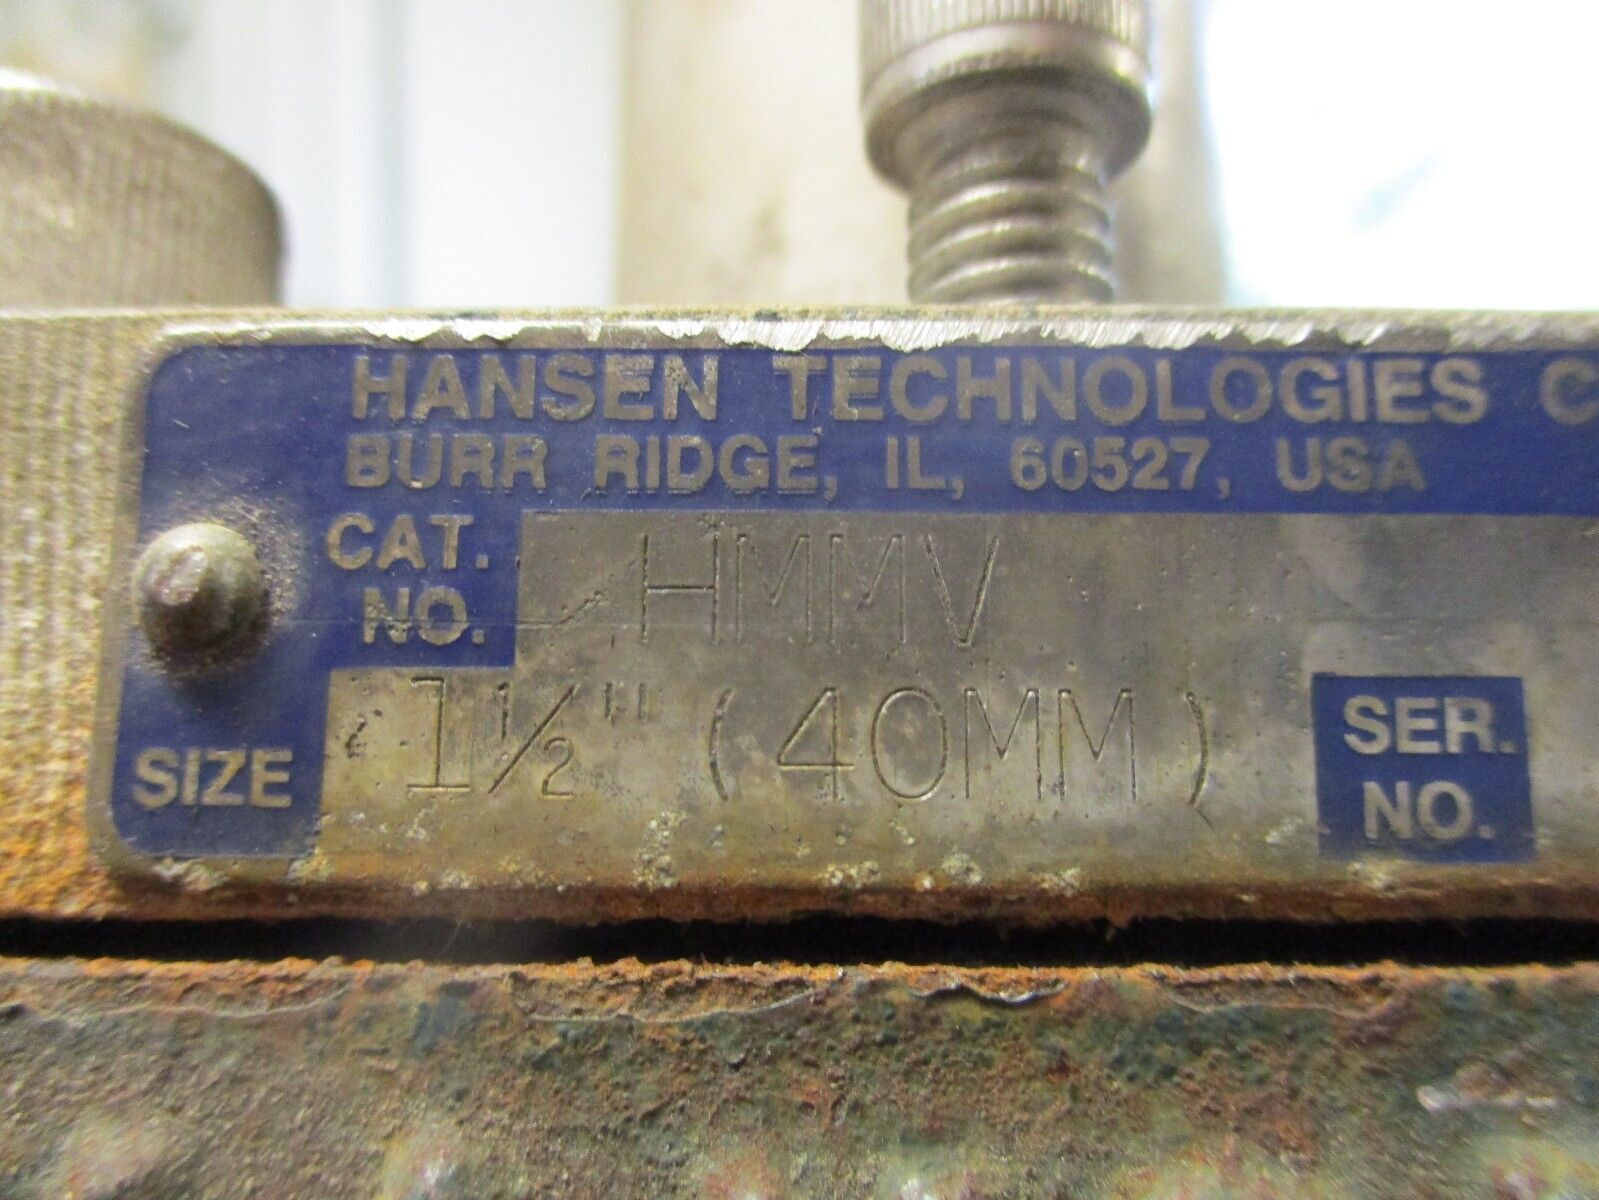 HANSEN TECHNOLOGIES C
BURR RIDGE, IL, 60527, USA
CAT. NO. HMMV
SIZE 1½" (40MM) SER. NO.